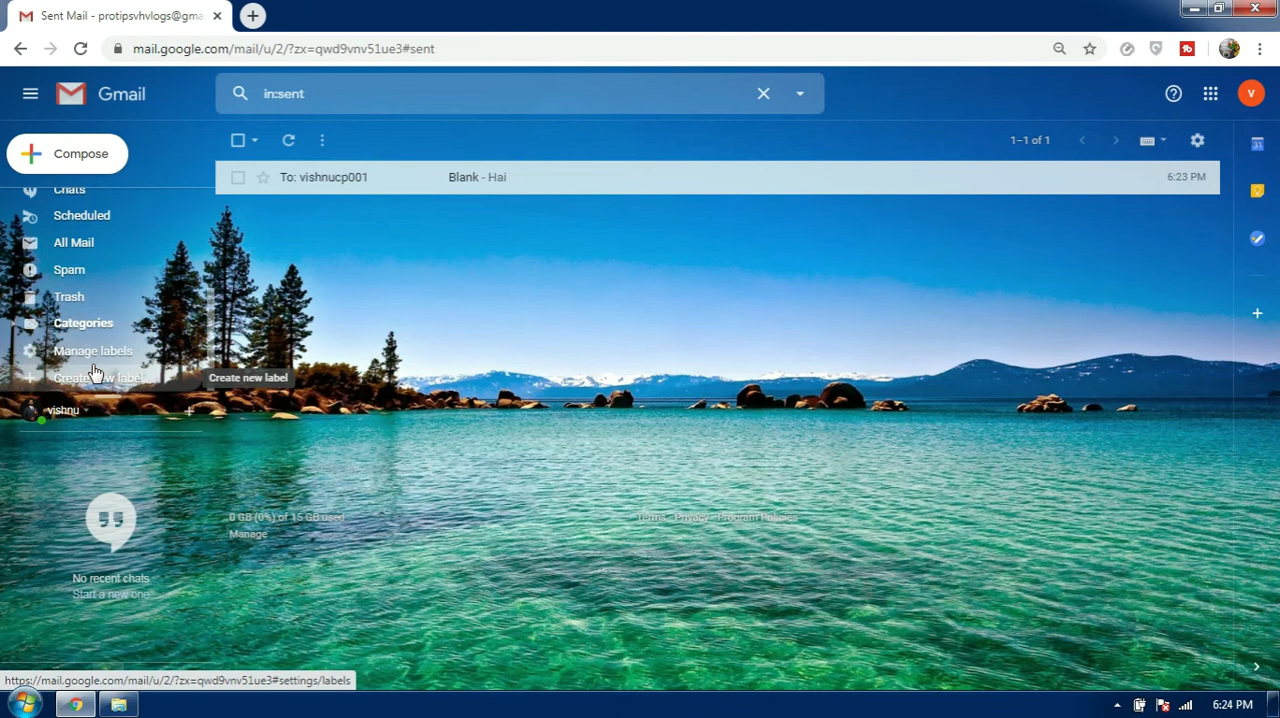 Sent Mail - protipsvhvlogs@gma
mail.google.com/mail/u/2/?zx=qwd9vnv51ue3#sent
Gmail
in:sent
V
Compose
1–1 of 1
To: vishnucp001 Blank - Hai 6:23 PM
Chats
Scheduled
All Mail
Spam
Trash
Categories
Manage labels
Create new label
Create new label
vishnu
0 GB (0%) of 15 GB used
Manage
Terms - Privacy - Program Policies
No recent chats
Start a new one
https://mail.google.com/mail/u/2/?zx=qwd9vnv51ue3#settings/labels
6:24 PM